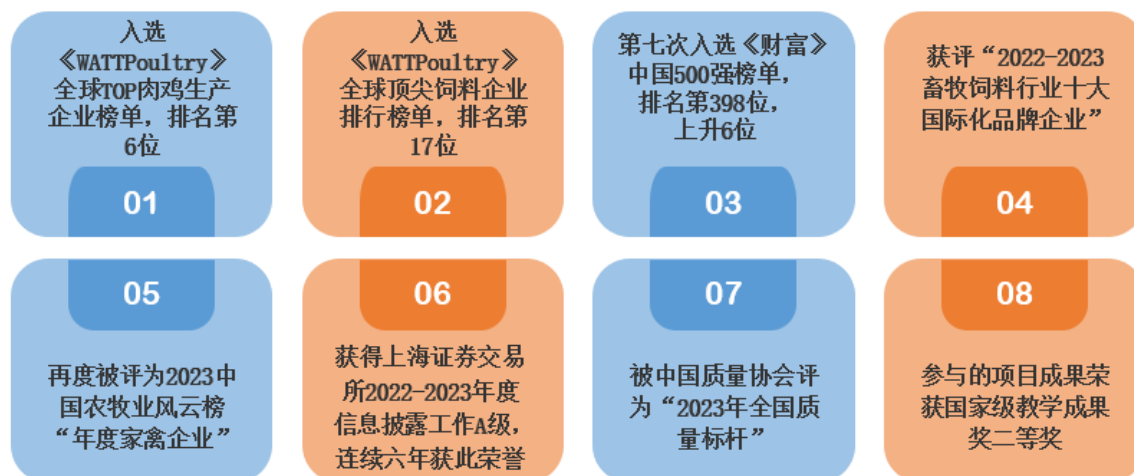 入选
《WATTPoultry》
全球TOP肉鸡生产
企业榜单，排名第
6位
01
入选
《WATTPoultry》
全球顶尖饲料企业
排行榜单，排名第
17位
02
第七次入选《财富》
中国500强榜单，
排名第398位，
上升6位
03
获评“2022-2023
畜牧饲料行业十大
国际化品牌企业”
04
05
再度被评为2023中
国农牧业风云榜
“年度家禽企业”
06
获得上海证券交易
所2022-2023年度
信息披露工作A级，
连续六年获此荣誉
07
被中国质量协会评
为“2023年全国质
量标杆”
08
参与的项目成果荣
获国家级教学成果
奖二等奖